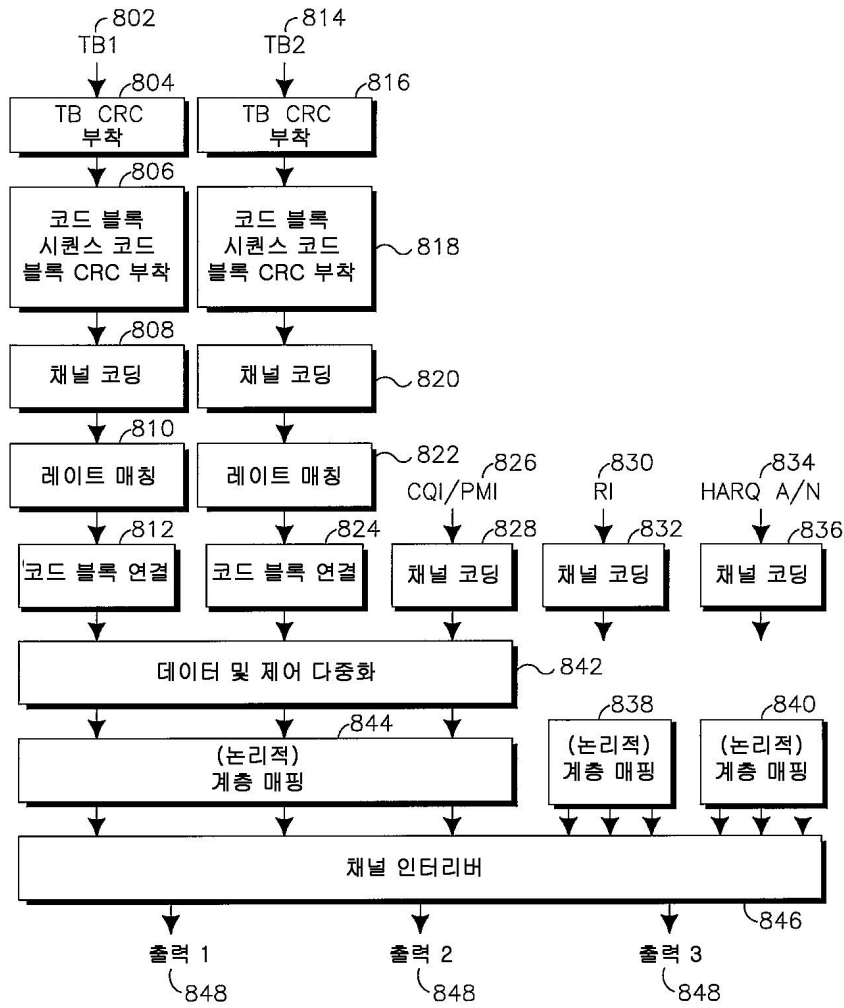 802
814
TB1
TB2
804
816
TB CRC
부착
TB CRC
부착
806
코드 블록
시퀀스 코드
블록 CRC 부착
코드 블록
시퀀스 코드
블록 CRC 부착
818
808
채널 코딩
채널 코딩
820
810
레이트 매칭
레이트 매칭
822
826
830
834
CQI/PMI
RI
HARQ A/N
812
824
828
832
836
코드 블록 연결
코드 블록 연결
채널 코딩
채널 코딩
채널 코딩
데이터 및 제어 다중화
842
844
838
840
(논리적)
계층 매핑
(논리적)
계층 매핑
(논리적)
계층 매핑
채널 인터리버
846
출력 1
출력 2
출력 3
848
848
848